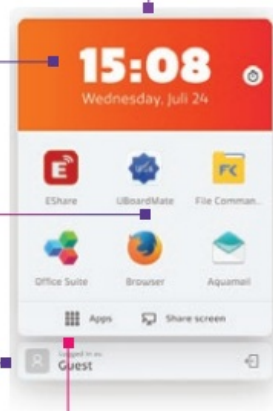 15:08
Wednesday, Juli 24
EShare UBoardMate File Comman..
Office Suite Browser Aquamail
Apps Share screen
Logged in as:
Guest